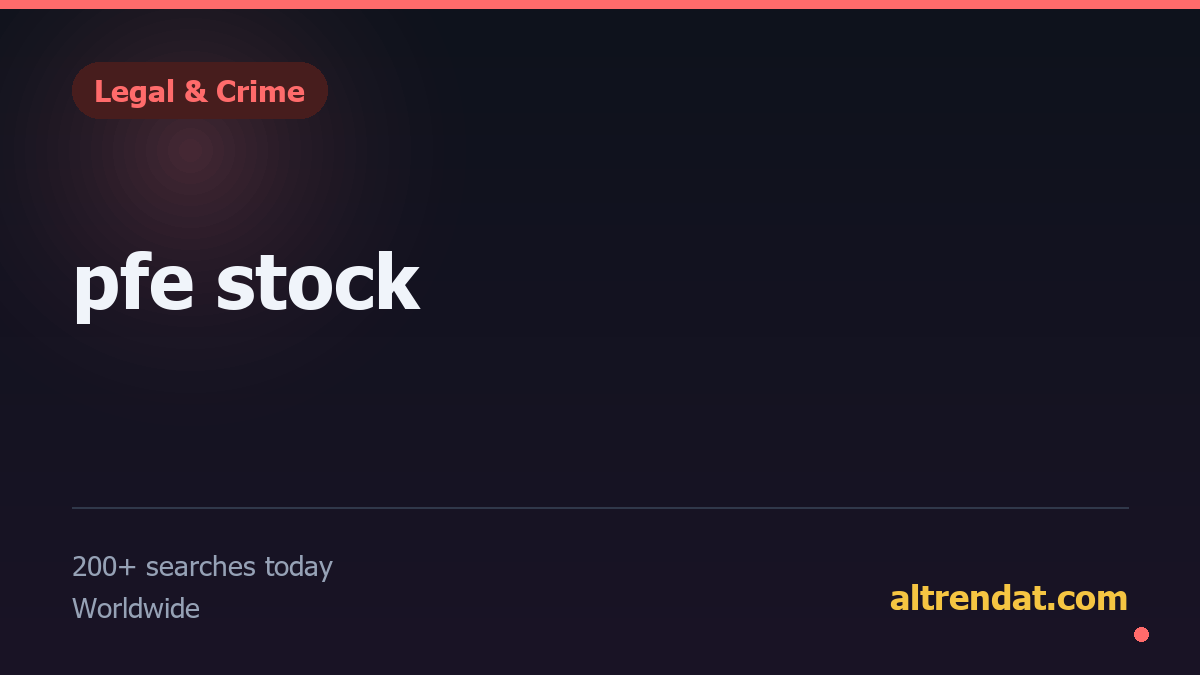 Legal & Crime
pfe stock
200+ searches today
Worldwide
altrendat.com